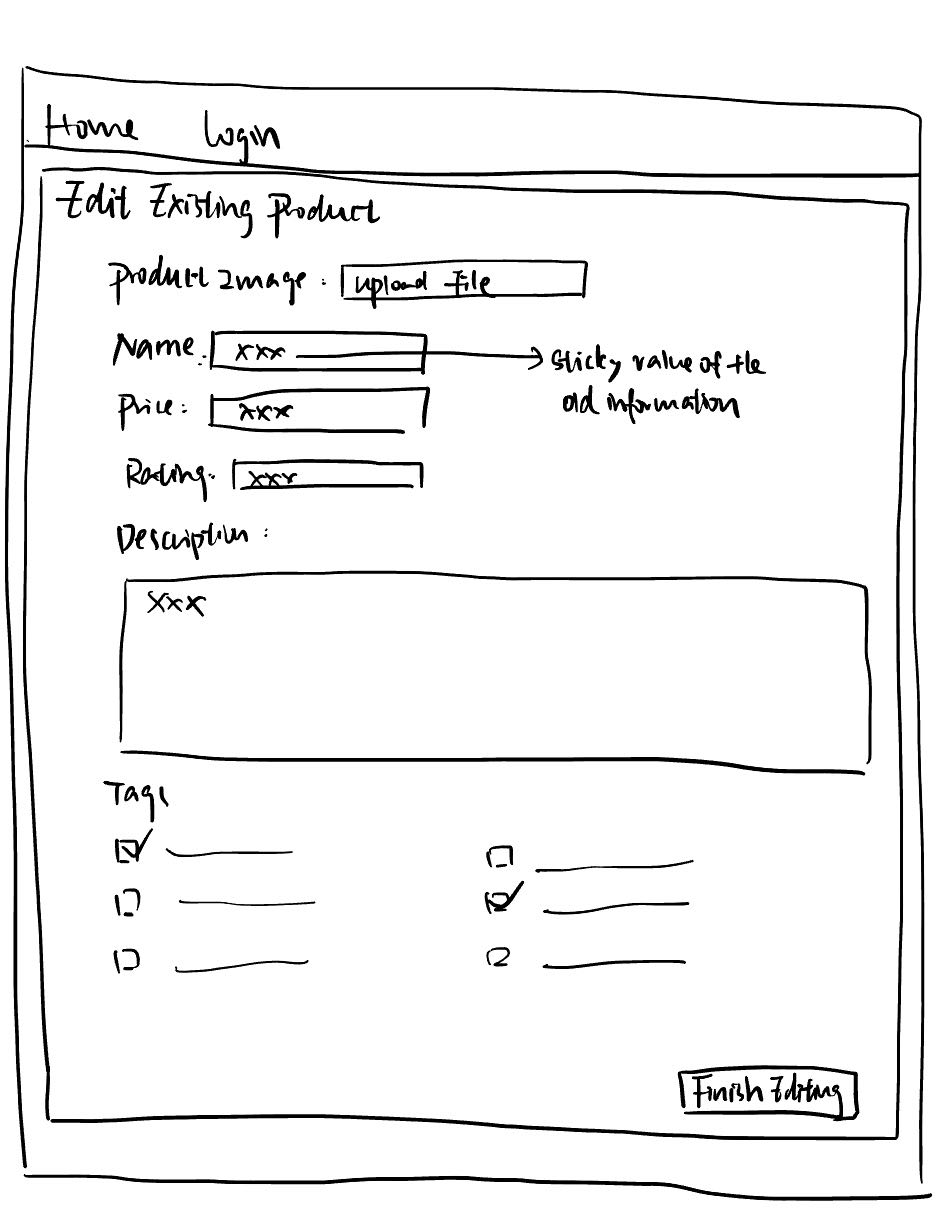 Home Login
Edit Existing Product
Product Image : Upload File
Name : xxx
sticky value of the
old information
Price : xxx
Rating : xxx
Description :
xxx
Tags
Finish Editing